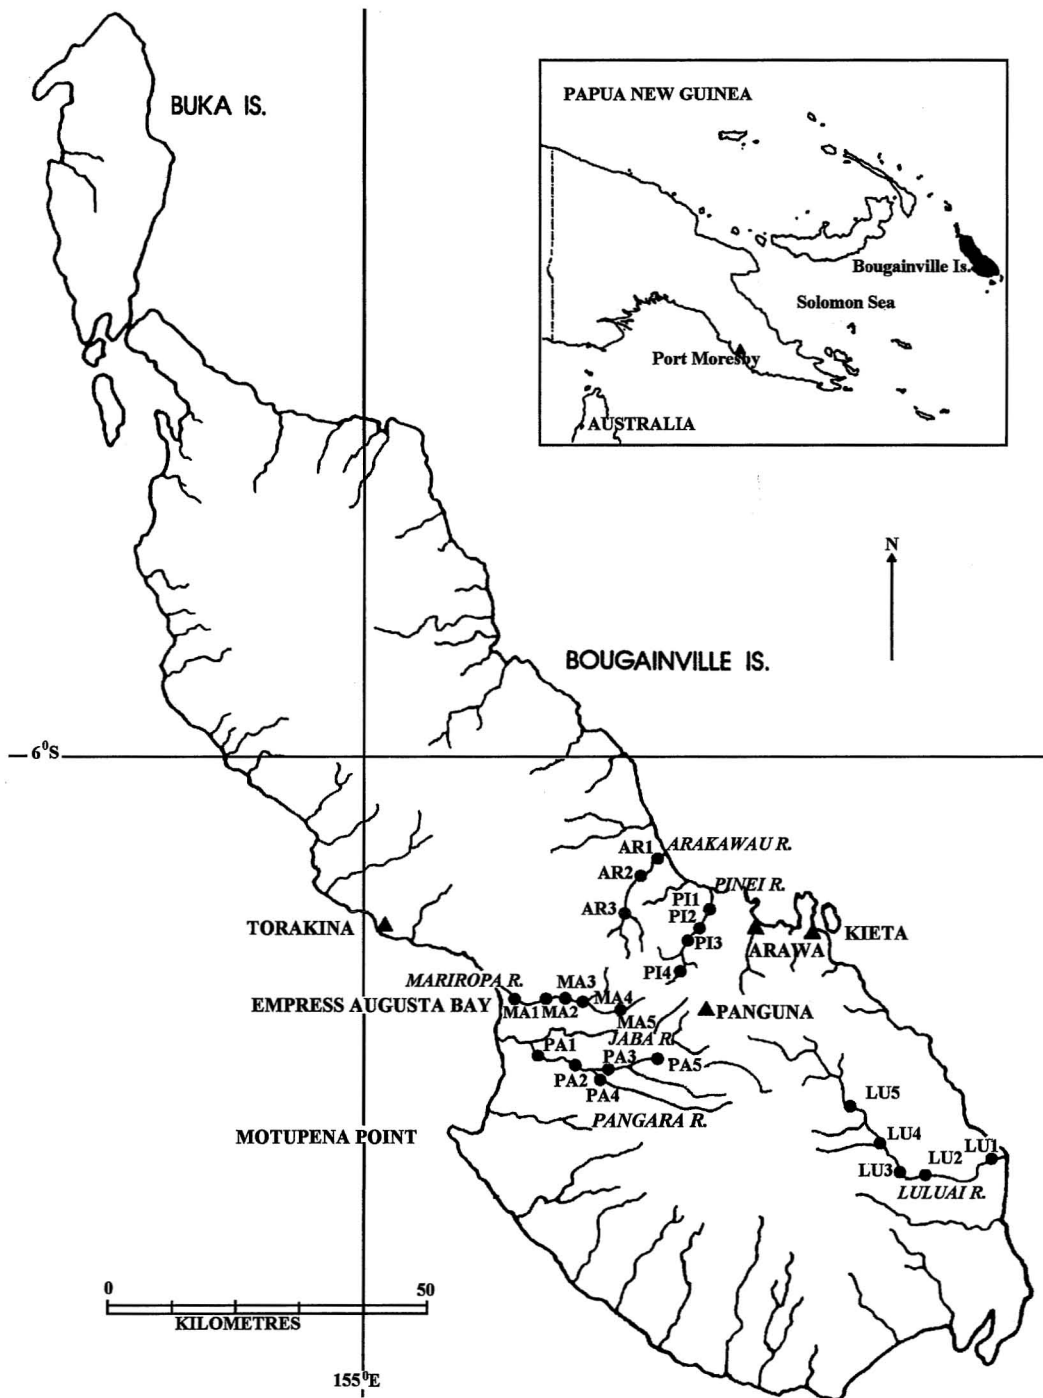 BUKA IS.
PAPUA NEW GUINEA
Bougainville Is.
Solomon Sea
Port Moresby
AUSTRALIA
N
BOUGAINVILLE IS.
6⁰S
AR1
ARAKAWAU R.
AR2
PINEI R.
PI1
AR3
PI2
TORAKINA
KIETA
PI3
ARAWA
PI4
MARIROPA R.
MA3
EMPRESS AUGUSTA BAY
MA4
MA1
MA2
PANGUNA
MA5
JABA R.
PA1
PA3
PA5
PA2
PA4
LU5
PANGARA R.
MOTUPENA POINT
LU4
LU1
LU2
LU3
LULUAI R.
0
50
KILOMETRES
155⁰E